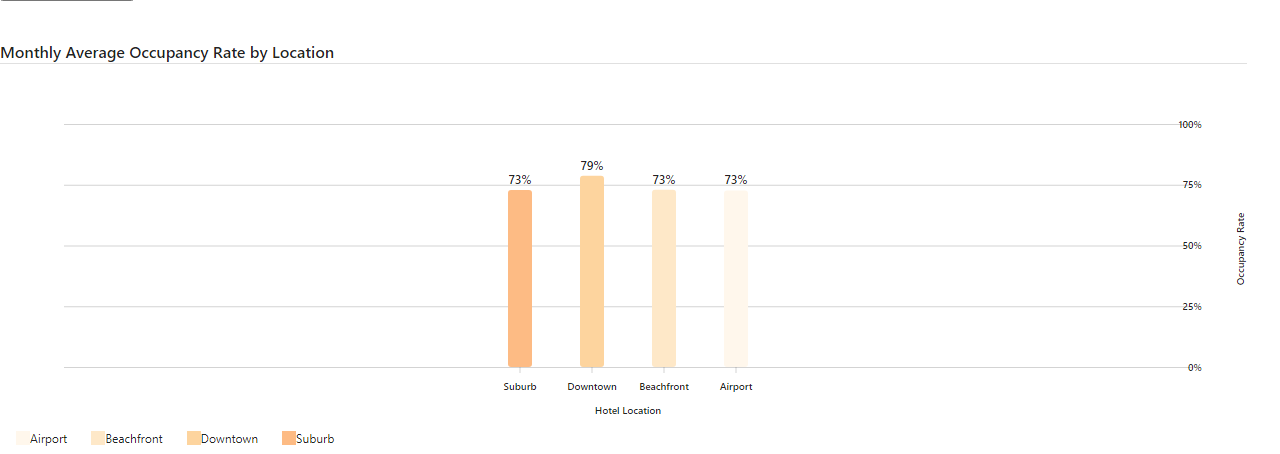 Monthly Average Occupancy Rate by Location
100%
79%
73%
73%
73%
75%
50%
25%
0%
Occupancy Rate
Suburb Downtown Beachfront Airport
Hotel Location
Airport Beachfront Downtown Suburb